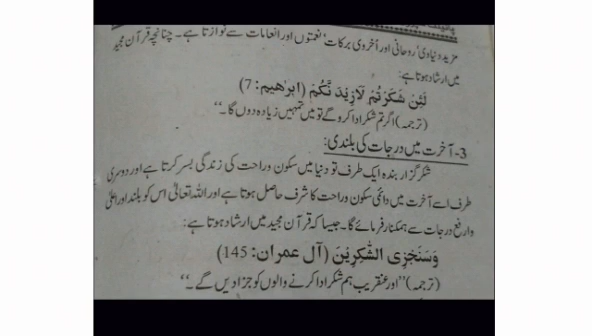 مزید دنیاوی، روحانی اور اخروی برکات، نعمتوں اور انعامات سے نوازتا ہے۔ چنانچہ قرآن مجید
میں ارشاد ہوتا ہے:
لَئِنْ شَكَرْتُمْ لَاَزِيْدَ نَّكُمْ (ابراهيم: 7)
(ترجمہ) اگر تم شکر ادا کرو گے تو میں تمہیں زیادہ دوں گا۔‘‘
3- آخرت میں درجات کی بلندی:
شکر گزار بندہ ایک طرف تو دنیا میں سکون و راحت کی زندگی بسر کرتا ہے اور دوسری
طرف اسے آخرت میں دائمی سکون و راحت کا شرف حاصل ہوتا ہے اور اللہ تعالیٰ اس کو بلند اور اعلیٰ
وارفع درجات سے ہمکنار فرمائے گا۔ جیسا کہ قرآن مجید میں ارشاد ہوتا ہے:
وَسَنَجْزِى الشّٰكِرِيْنَ (آل عمران: 145)
(ترجمہ) ’’اور عنقریب ہم شکر ادا کرنے والوں کو جزا دیں گے۔‘‘